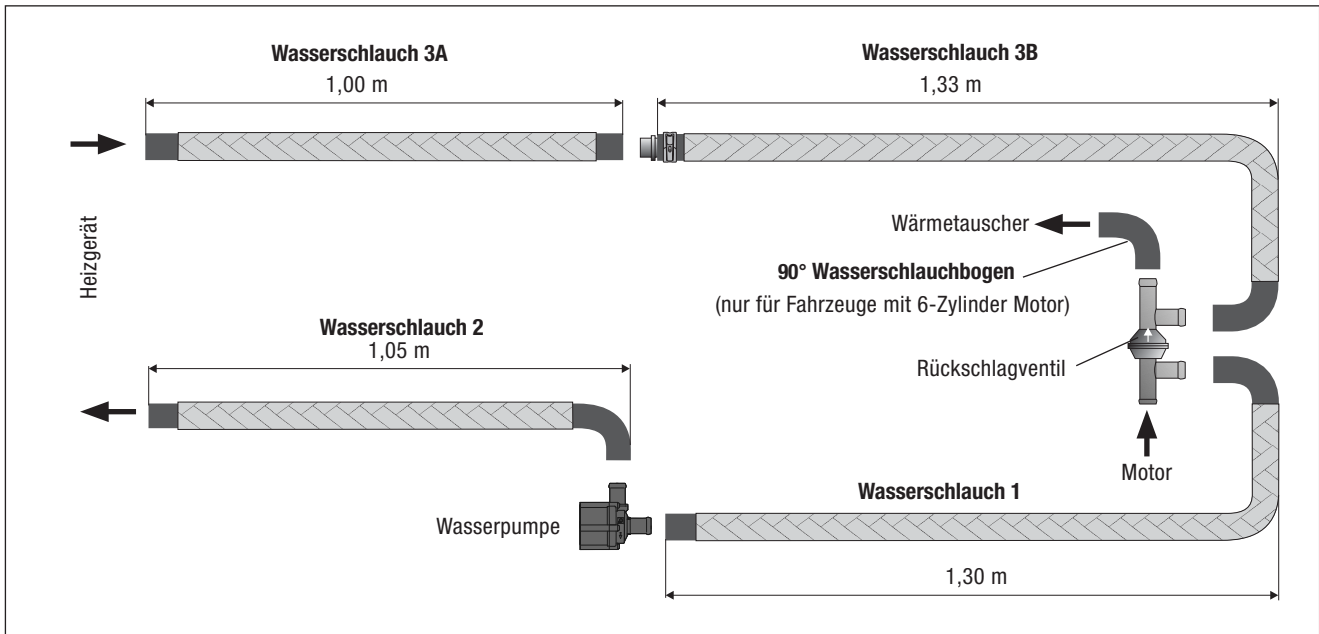 Wasserschlauch 3A
1,00 m
Wasserschlauch 3B
1,33 m
Heizgerät
Wärmetauscher
90° Wasserschlauchbogen
(nur für Fahrzeuge mit 6-Zylinder Motor)
Wasserschlauch 2
1,05 m
Rückschlagventil
Motor
Wasserschlauch 1
Wasserpumpe
1,30 m